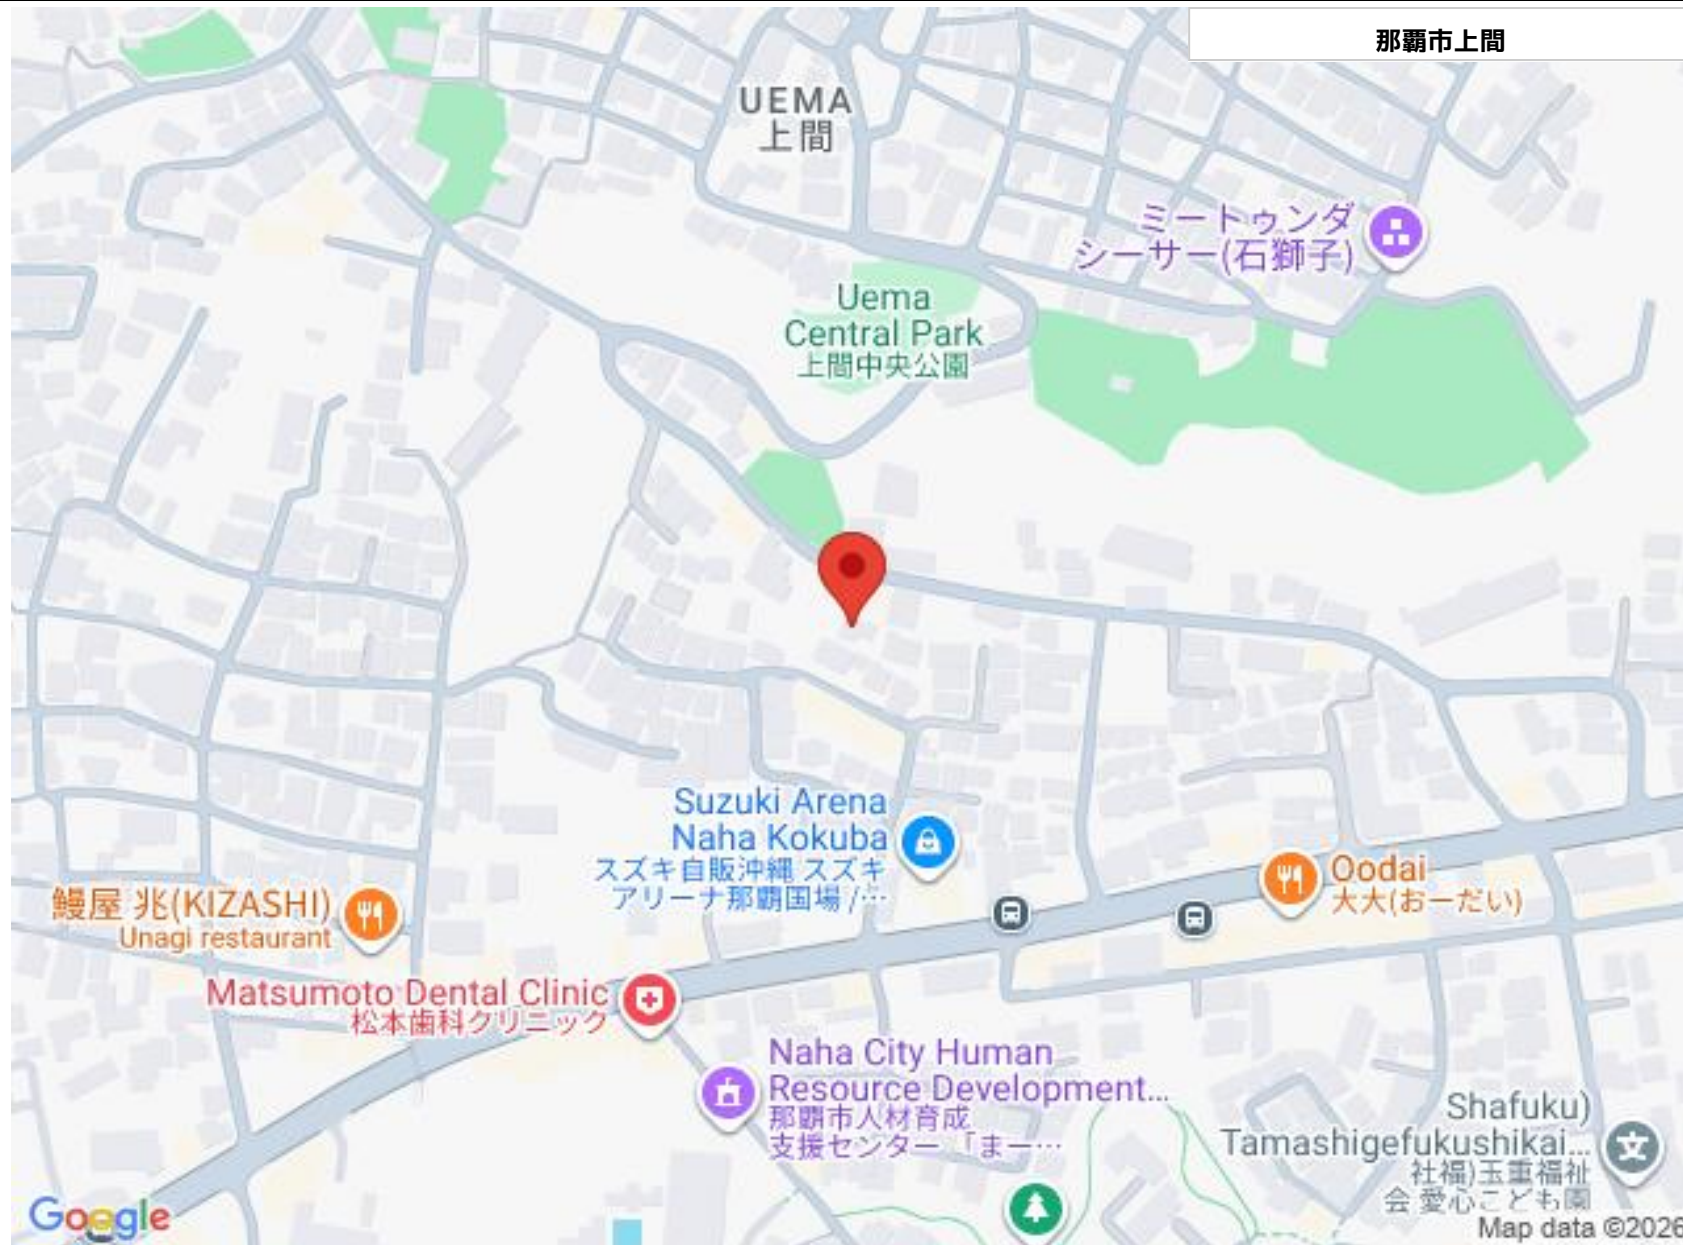 那覇市上間
UEMA
上間
ミートゥンダ
シーサー(石獅子)
Uema
Central Park
上間中央公園
Suzuki Arena
Naha Kokuba
スズキ自販沖縄 スズキ
アリーナ那覇国場 /…
Oodai
大大(おーだい)
鰻屋 兆(KIZASHI)
Unagi restaurant
Matsumoto Dental Clinic
松本歯科クリニック
Naha City Human
Resource Development...
那覇市人材育成
支援センター 「まー…
Shafuku)
Tamashigefukushikai...
社福)玉重福祉
会 愛心こども園
文
Google
Map data ©2026